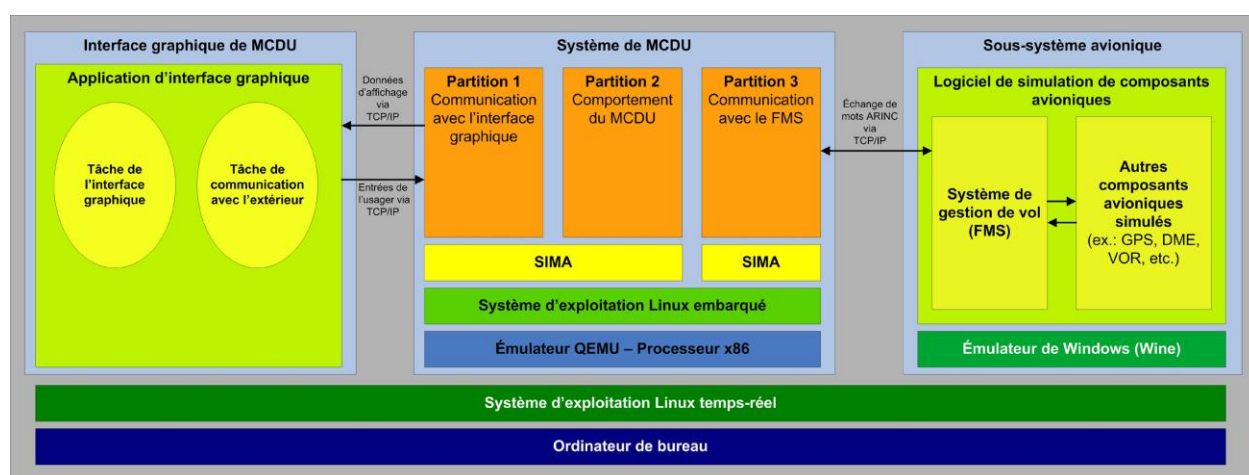 Interface graphique de MCDU
Application d'interface graphique
Tâche de
l'interface
graphique
Tâche de
communication
avec l'extérieur
Données
d'affichage
via
TCP/IP
Entrées de
l'usager via
TCP/IP
Système de MCDU
Partition 1
Communication
avec l'interface
graphique
Partition 2
Comportement
du MCDU
Partition 3
Communication
avec le FMS
SIMA
SIMA
Système d'exploitation Linux embarqué
Émulateur QEMU – Processeur x86
Échange de
mots ARINC
via
TCP/IP
Sous-système avionique
Logiciel de simulation de composants
avioniques
Système de
gestion de vol
(FMS)
Autres
composants
avioniques
simulés
(ex.: GPS, DME,
VOR, etc.)
Émulateur de Windows (Wine)
Système d'exploitation Linux temps-réel
Ordinateur de bureau